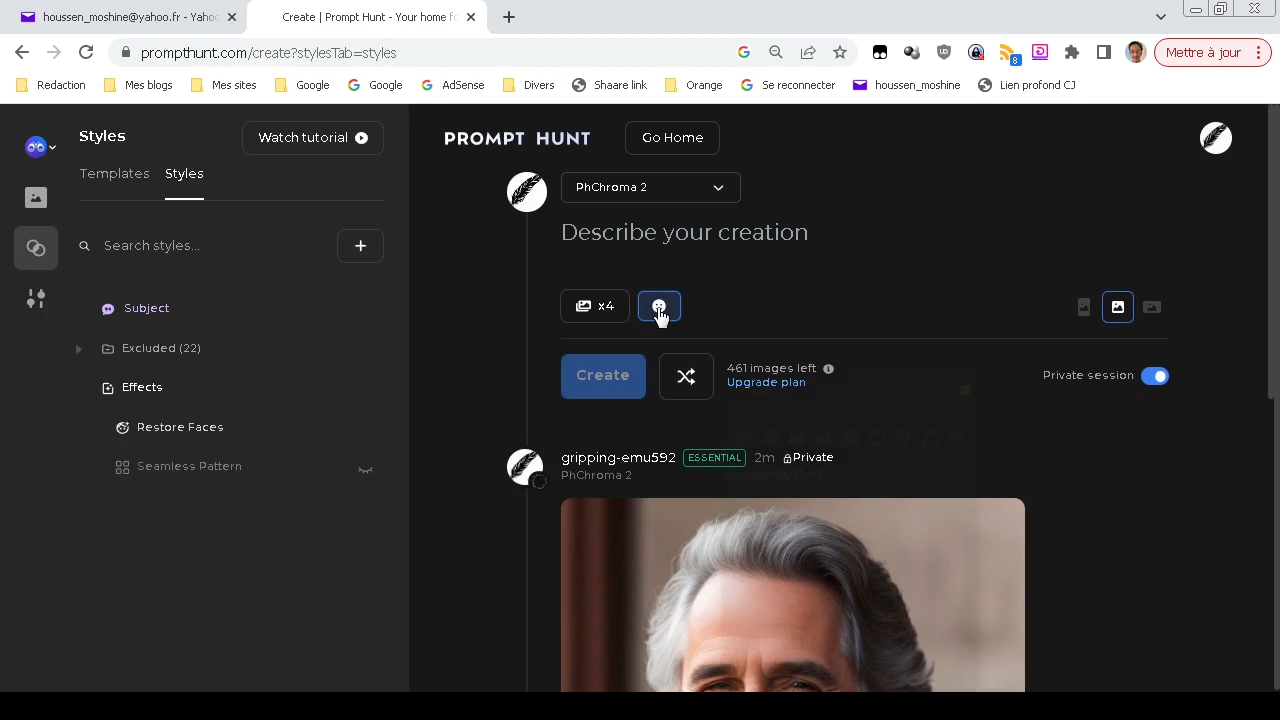 houssen_moshine@yahoo.fr - Yaho
Create | Prompt Hunt - Your home fo
prompthunt.com/create?stylesTab=styles
8
Mettre à jour
Redaction
Mes blogs
Mes sites
Google
Google
AdSense
Divers
Shaare link
Orange
Se reconnecter
houssen_moshine
Lien profond CJ
Styles
Watch tutorial
Templates
Styles
Search styles...
+
Subject
Excluded (22)
Effects
Restore Faces
Seamless Pattern
PROMPT HUNT
Go Home
PhChroma 2
Describe your creation
x4
Create
461 images left
Upgrade plan
Private session
gripping-emu592 ESSENTIAL 2m Private
PhChroma 2